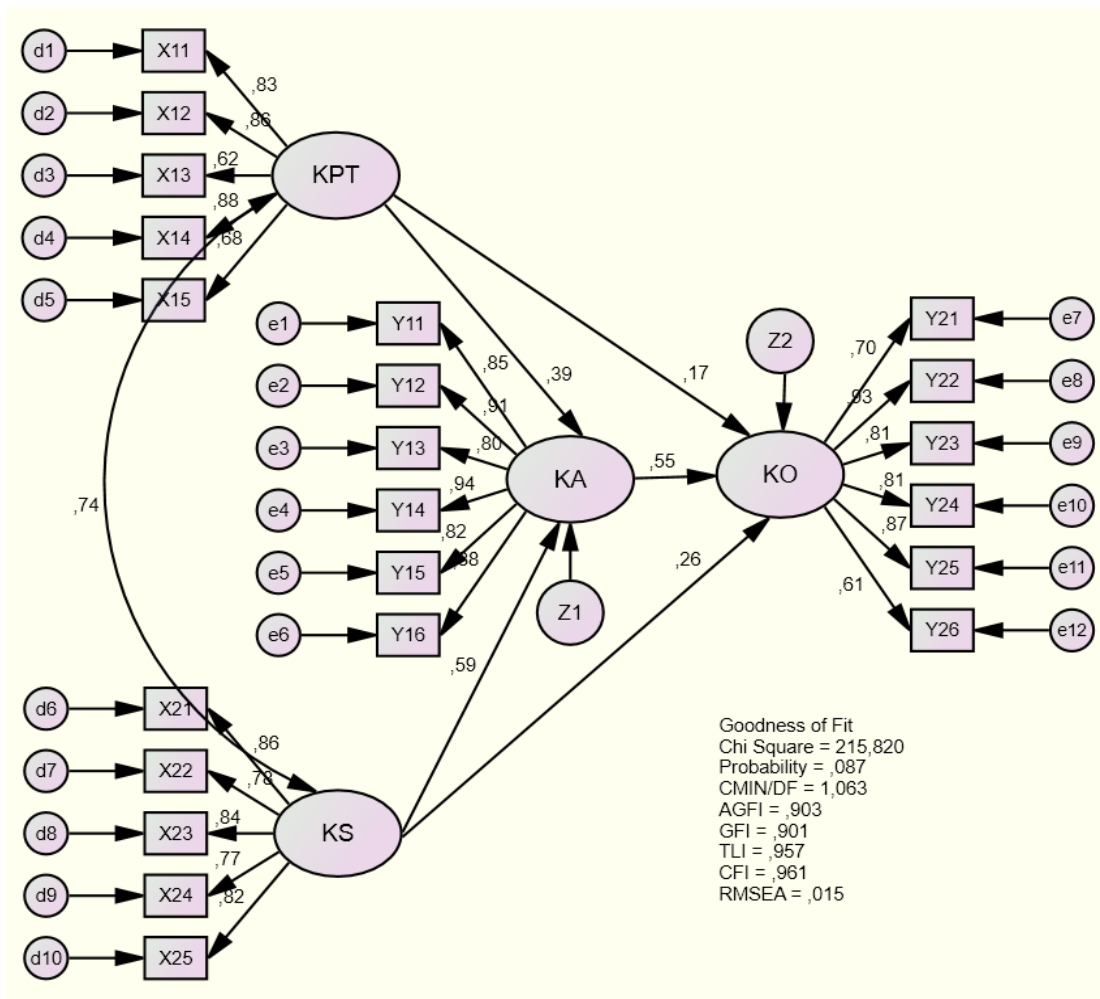 d1
X11
,83
d2
X12
,86
d3
X13
,62
KPT
d4
X14
,88
,68
d5
X15
e1
Y11
,85
,39
,17
Z2
,70
Y21
e7
e2
Y12
,91
,93
Y22
e8
e3
Y13
,80
,81
Y23
e9
KA
,55
KO
e4
Y14
,94
,81
Y24
e10
,74
,82
,87
e5
Y15
,88
,26
Y25
e11
Z1
,61
e6
Y16
Y26
e12
,59
d6
X21
,86
d7
X22
,78
d8
X23
,84
KS
,77
d9
X24
,82
d10
X25
Goodness of Fit
Chi Square = 215,820
Probability = ,087
CMIN/DF = 1,063
AGFI = ,903
GFI = ,901
TLI = ,957
CFI = ,961
RMSEA = ,015